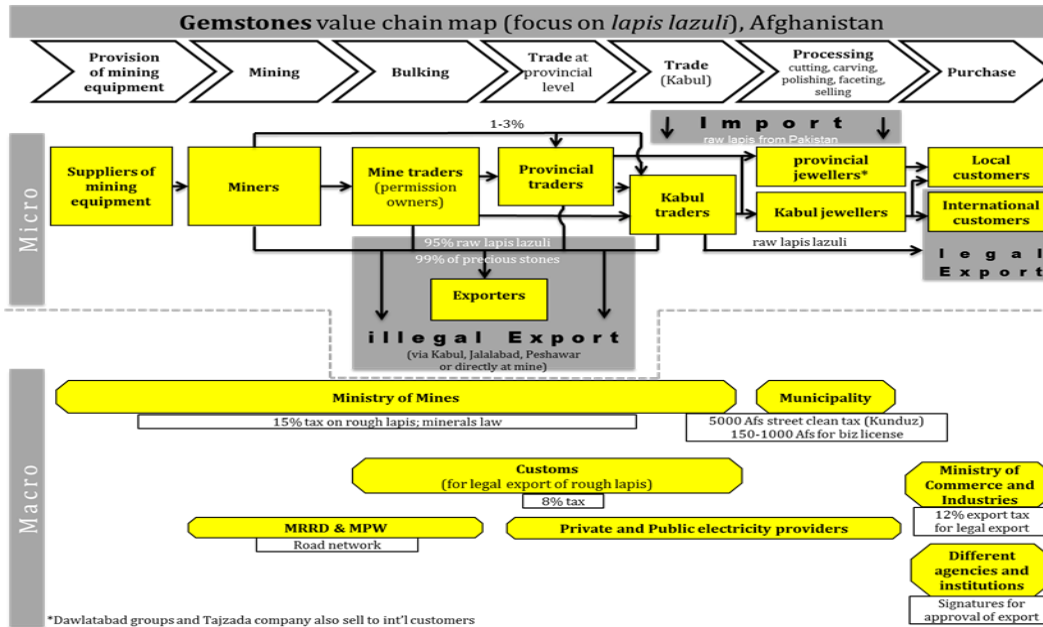 Gemstones value chain map (focus on lapis lazuli), Afghanistan
Provision
of mining
equipment
Mining
Bulking
Trade at
provincial
level
Trade
(Kabul)
Processing
cutting, carving,
polishing, faceting,
selling
Purchase
Micro
1-3%
Import
raw lapis from Pakistan
Suppliers of
mining
equipment
Miners
Mine traders
(permission
owners)
Provincial
traders
Kabul
traders
provincial
jewellers*
Kabul jewellers
Local
customers
International
customers
95% raw lapis lazuli
99% of precious stones
raw lapis lazuli
legal
Export
Exporters
illegal Export
(via Kabul, Jalalabad, Peshawar
or directly at mine)
Macro
Ministry of Mines
15% tax on rough lapis; minerals law
Municipality
5000 Afs street clean tax (Kunduz)
150-1000 Afs for biz license
Customs
(for legal export of rough lapis)
8% tax
Ministry of
Commerce and
Industries
12% export tax
for legal export
MRRD & MPW
Road network
Private and Public electricity providers
Different
agencies and
institutions
Signatures for
approval of export
*Dawlatabad groups and Tajzada company also sell to int'l customers